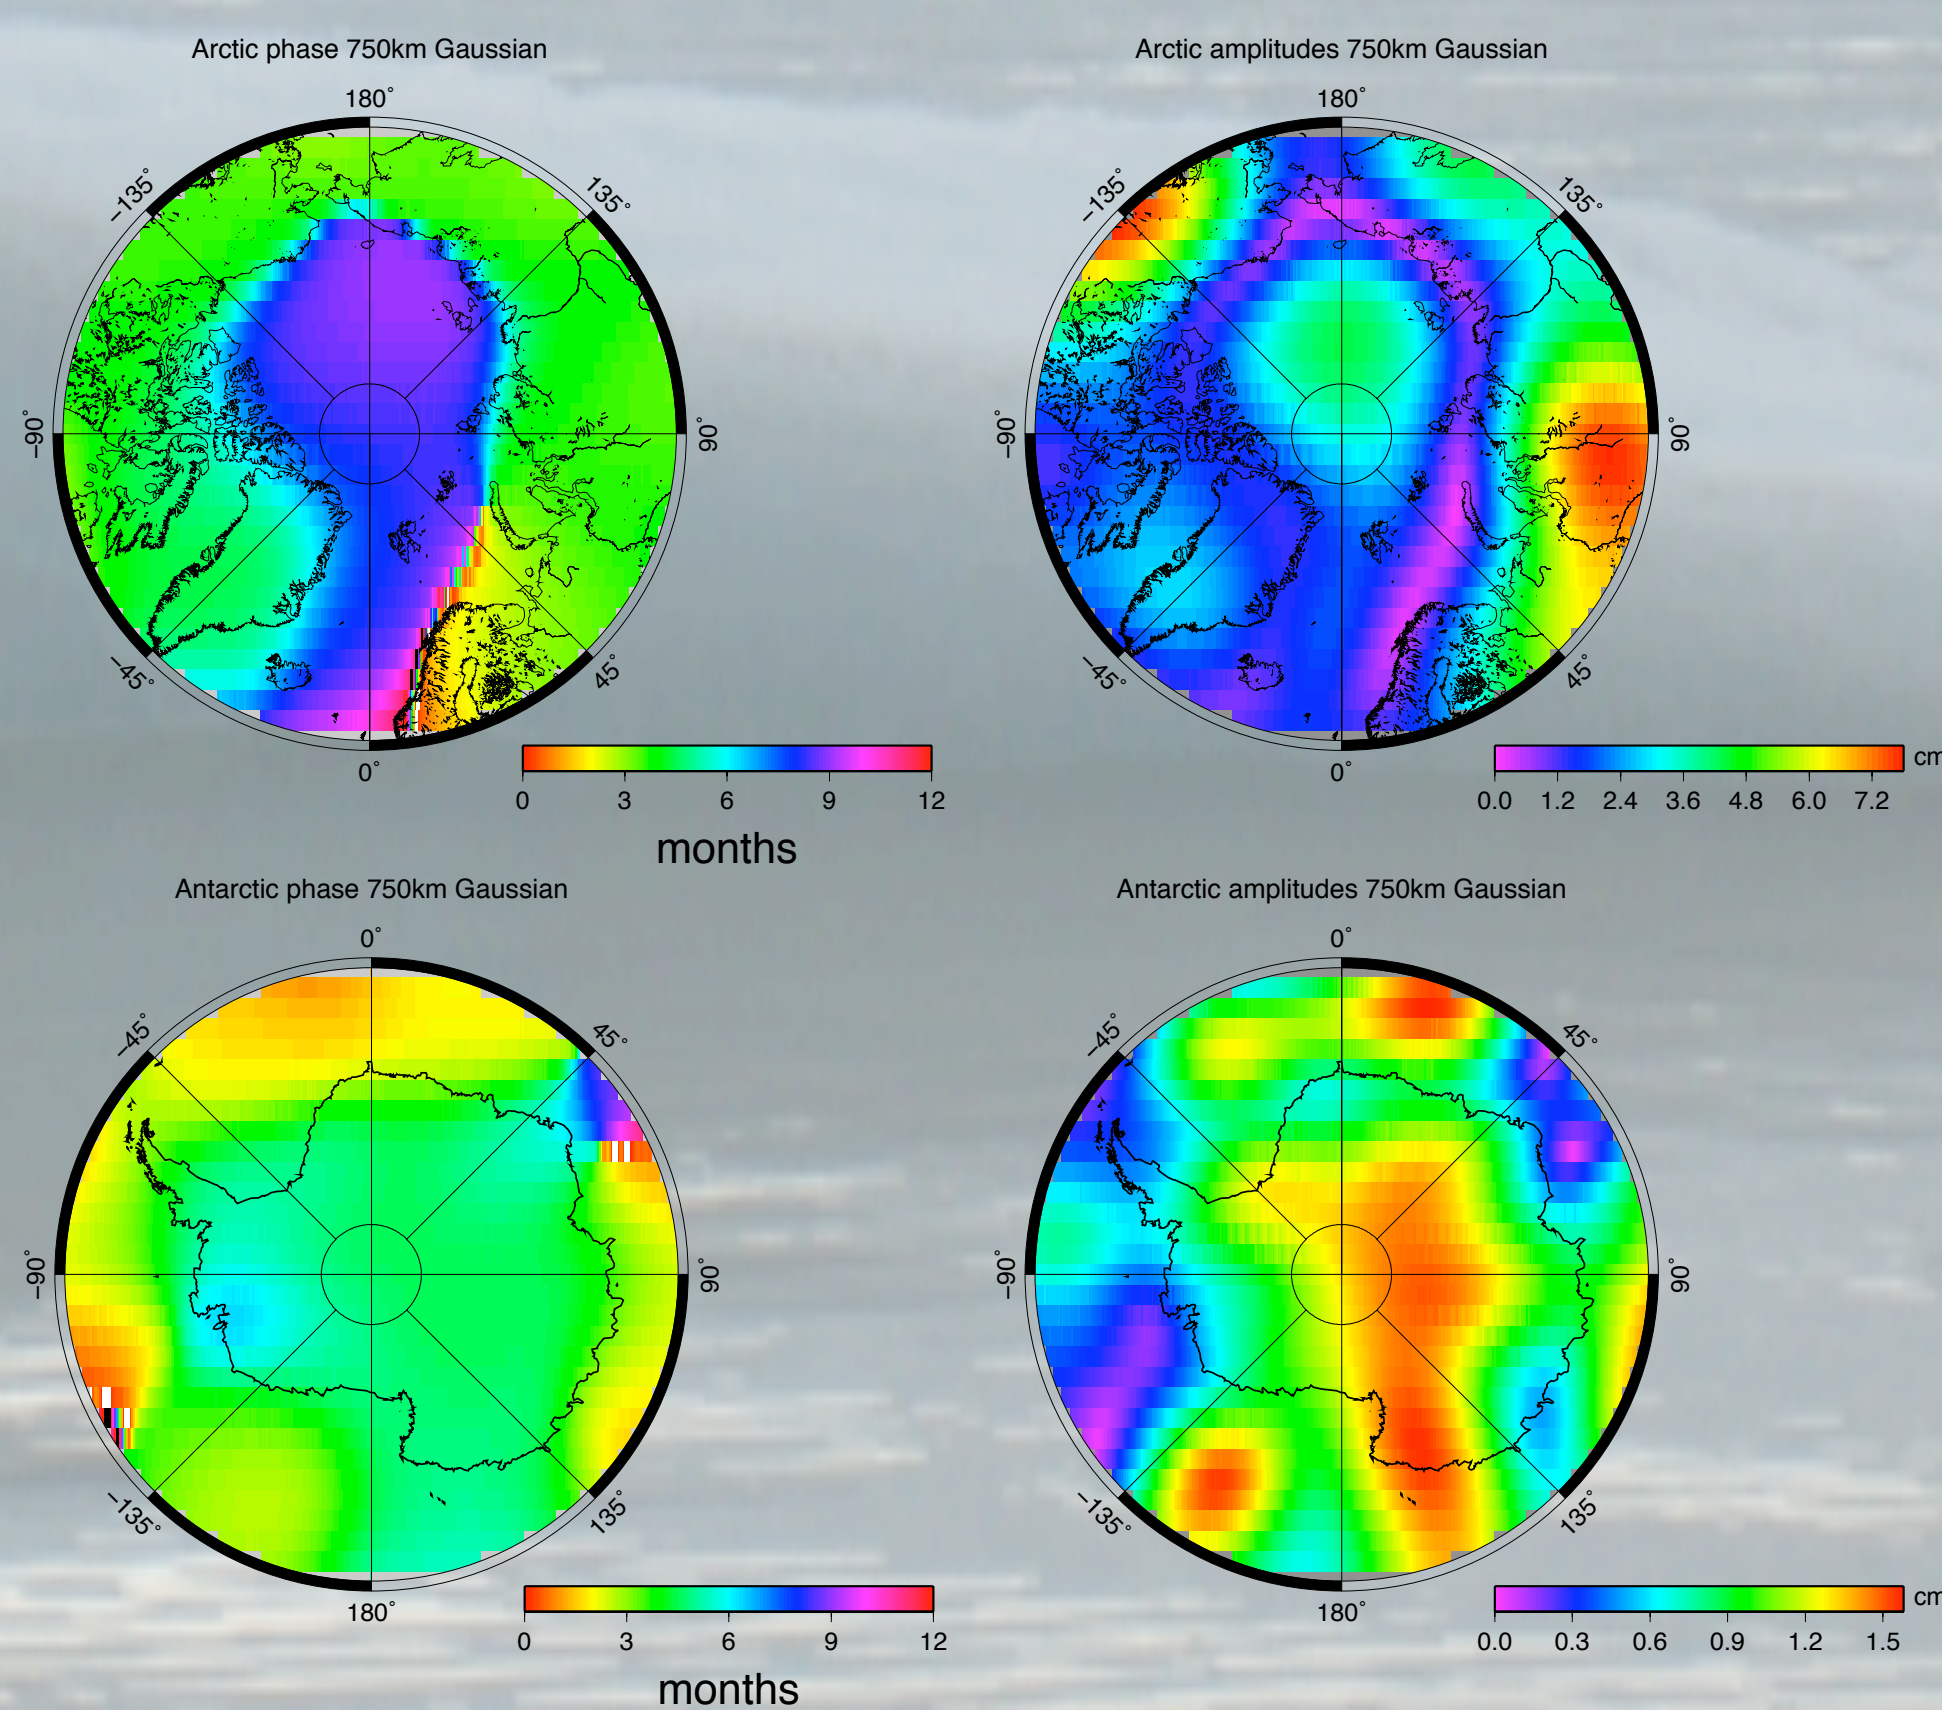 Arctic phase 750km Gaussian
180°
−135°
135°
−90°
90°
−45°
45°
0°
0 3 6 9 12
months
Arctic amplitudes 750km Gaussian
180°
−135°
135°
−90°
90°
−45°
45°
0°
cm
0.0 1.2 2.4 3.6 4.8 6.0 7.2
Antarctic phase 750km Gaussian
0°
−45°
45°
−90°
90°
−135°
135°
180°
0 3 6 9 12
months
Antarctic amplitudes 750km Gaussian
0°
−45°
45°
−90°
90°
−135°
135°
180°
cm
0.0 0.3 0.6 0.9 1.2 1.5